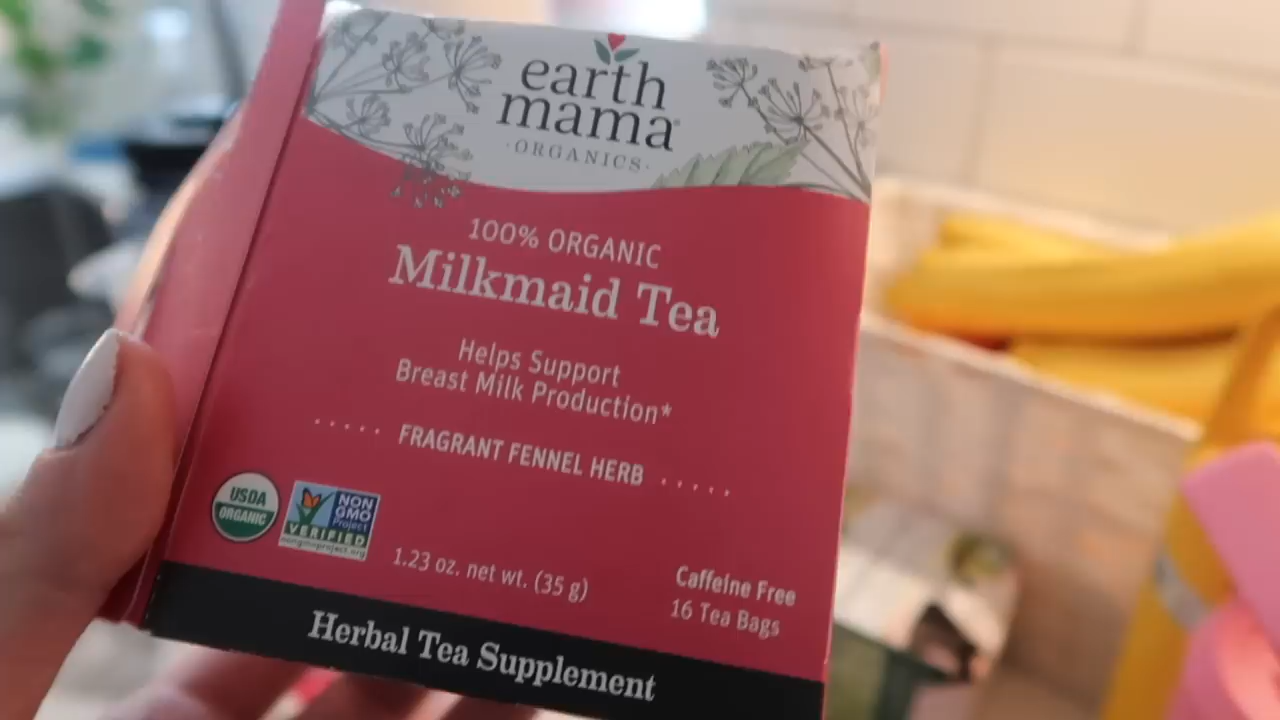 earth
mama®
·ORGANICS·
100% ORGANIC
Milkmaid Tea
Helps Support
Breast Milk Production*
..... FRAGRANT FENNEL HERB .....
USDA
ORGANIC
NON
GMO
Project
VERIFIED
nongmoproject.org
1.23 oz. net wt. (35 g)
Caffeine Free
16 Tea Bags
Herbal Tea Supplement